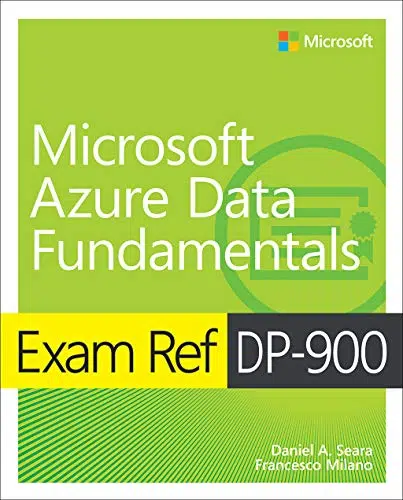 Microsoft
Microsoft
Azure Data
Fundamentals
Exam Ref DP-900
Daniel A. Seara
Francesco Milano